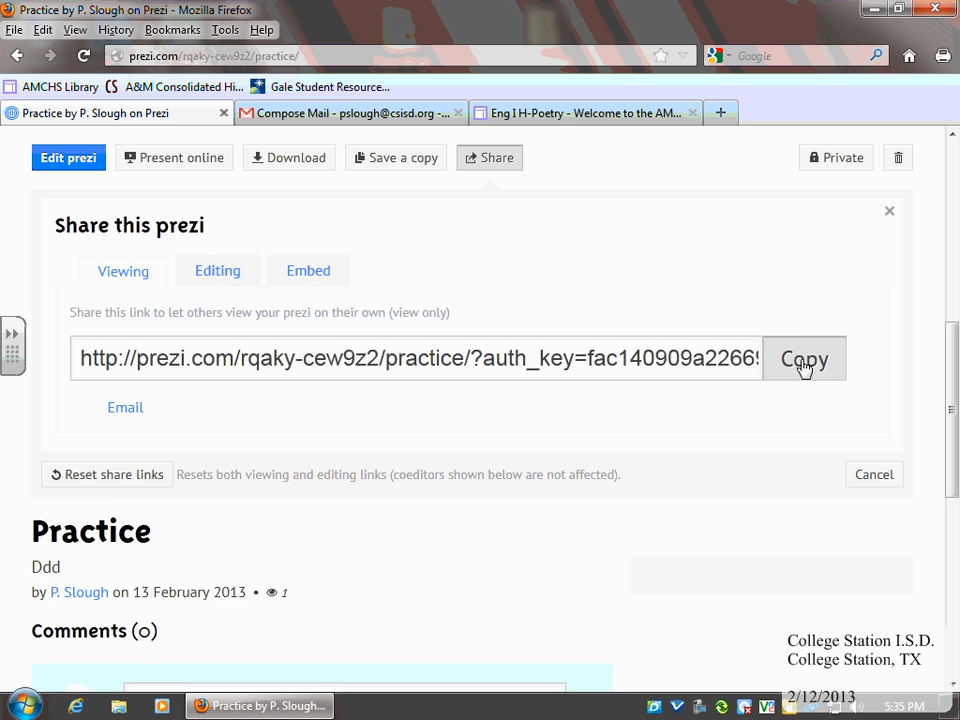 Practice by P. Slough on Prezi - Mozilla Firefox
File Edit View History Bookmarks Tools Help
prezi.com/rqaky-cew9z2/practice/
Google
AMCHS Library A&M Consolidated Hi... Gale Student Resource...
Practice by P. Slough on Prezi
Compose Mail - pslough@csisd.org -...
Eng I H-Poetry - Welcome to the AM...
Edit prezi Present online Download Save a copy Share Private
Share this prezi
Viewing Editing Embed
Share this link to let others view your prezi on their own (view only)
http://prezi.com/rqaky-cew9z2/practice/?auth_key=fac140909a2266 Copy
Email
Reset share links Resets both viewing and editing links (coeditors shown below are not affected). Cancel
Practice
Ddd
by P. Slough on 13 February 2013 • 1
Comments (0)
College Station I.S.D.
College Station, TX
2/12/2013
Practice by P. Slough...
5:35 PM